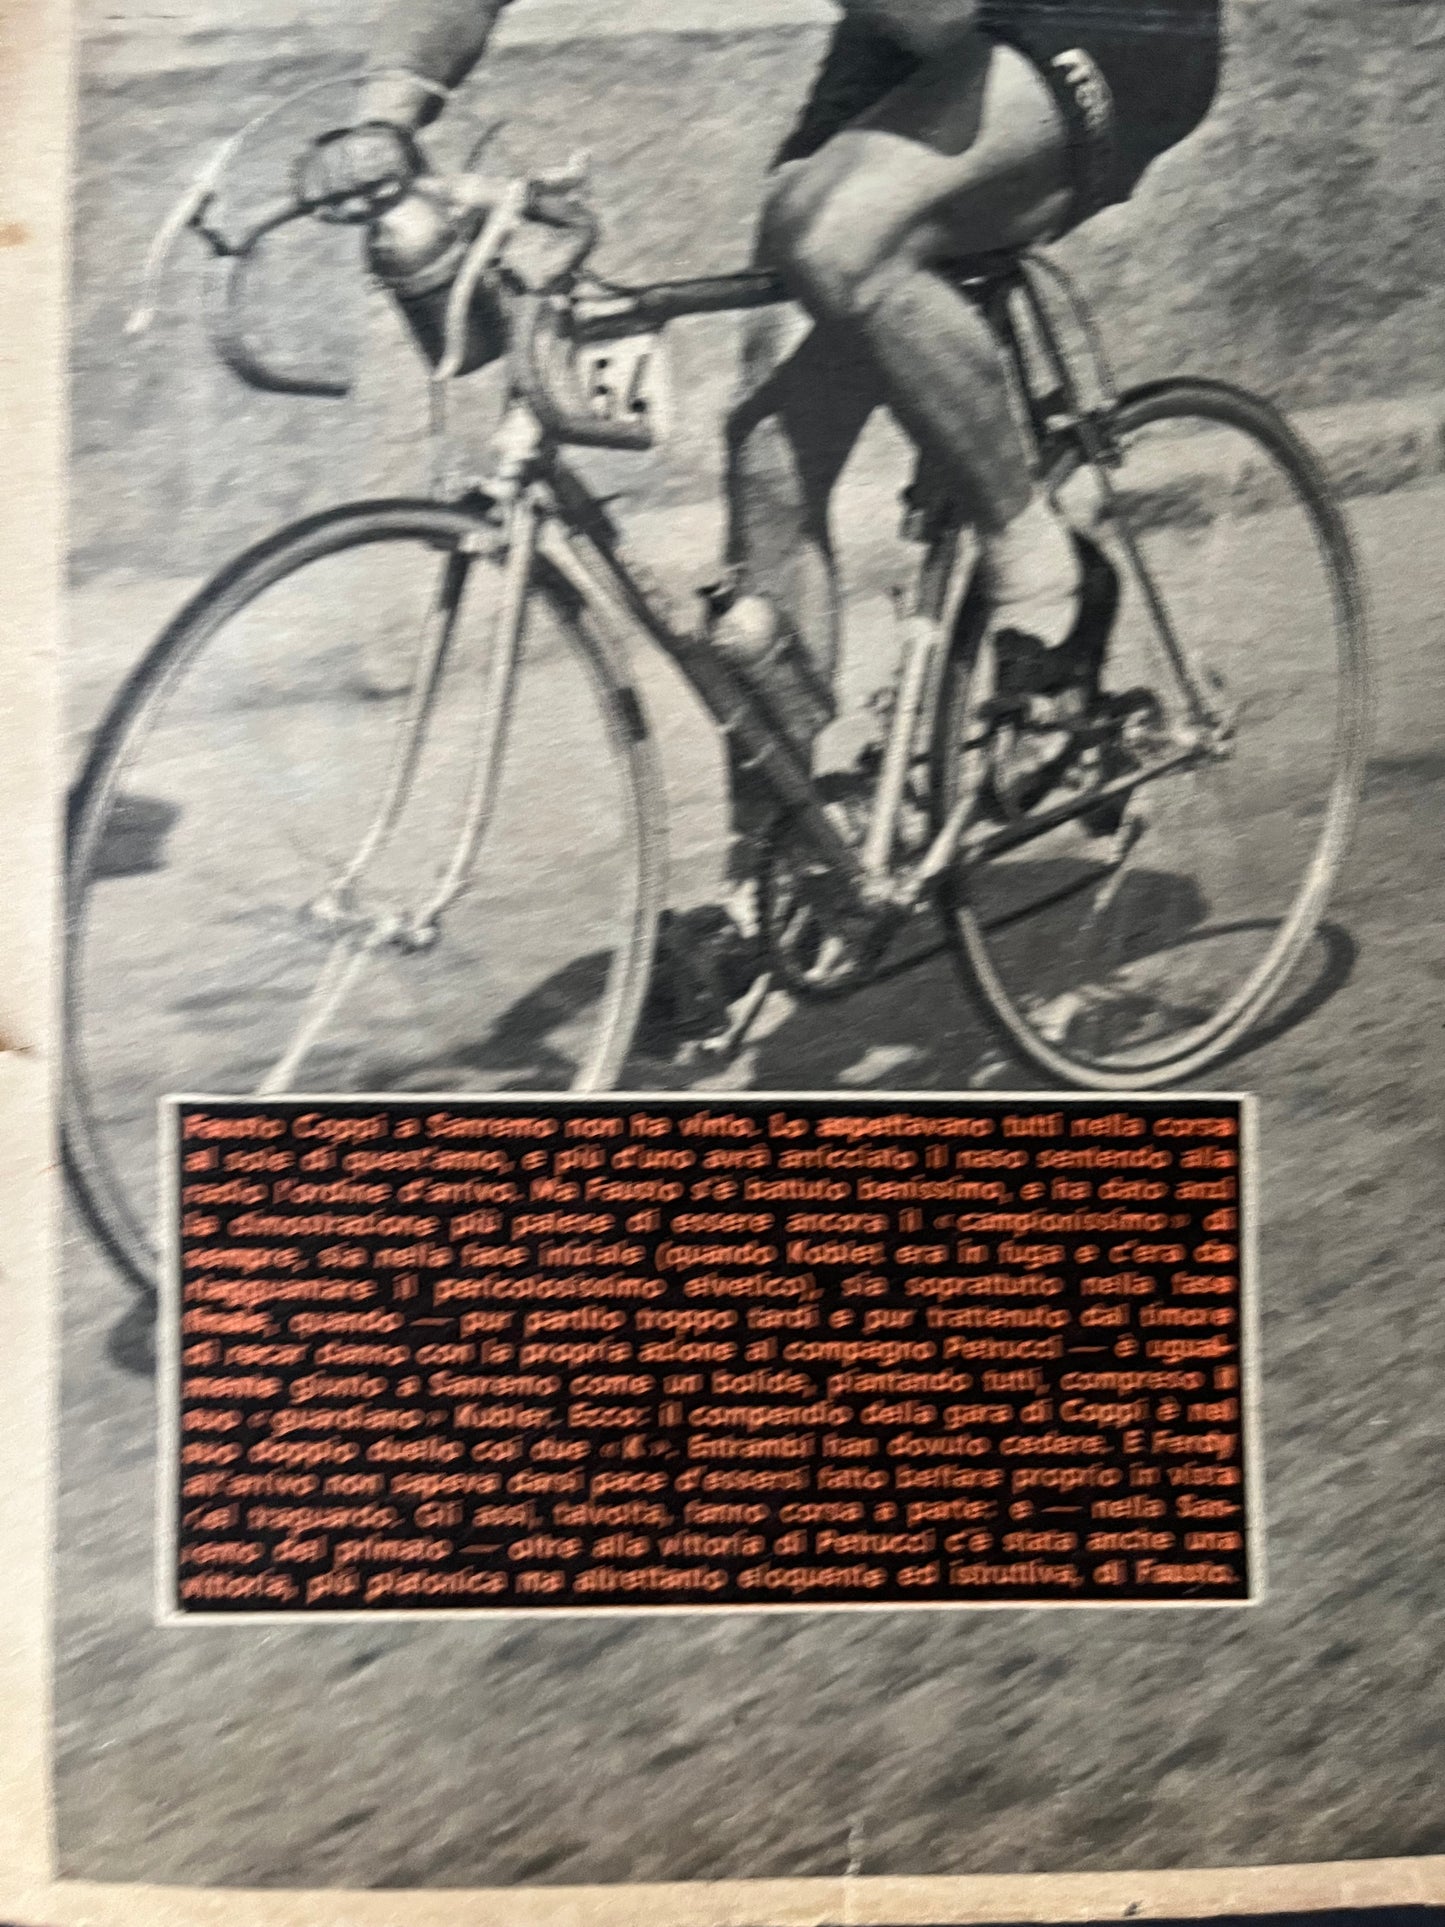 54
Fausto Coppi a Sanremo non ha vinto. Lo aspettavano tutti nella corsa
al sole di quest'anno, e più d'uno avrà arricciato il naso sentendo alla
radio l'ordine d'arrivo. Ma Fausto s'è battuto benissimo, e ha dato anzi
la dimostrazione più palese di essere ancora il «campionissimo» di
sempre, sia nella fase iniziale (quando Kubler era in fuga e c'era da
riagguantare il pericolosissimo elvetico), sia soprattutto nella fase
finale, quando — pur partito troppo tardi e pur trattenuto dal timore
di recar danno con la propria azione al compagno Petrucci — è ugual-
mente giunto a Sanremo come un bolide, piantando tutti, compreso il
suo «guardiano» Kubler. Ecco: il compendio della gara di Coppi è nel
suo doppio duello coi due «K». Entrambi han dovuto cedere. E Ferdy
all'arrivo non sapeva darsi pace d'essersi fatto beffare proprio in vista
del traguardo. Gli assi, talvolta, fanno corsa a parte: e — nella San-
remo del primato — oltre alla vittoria di Petrucci c'è stata anche una
vittoria, più platonica ma altrettanto eloquente ed istruttiva, di Fausto.